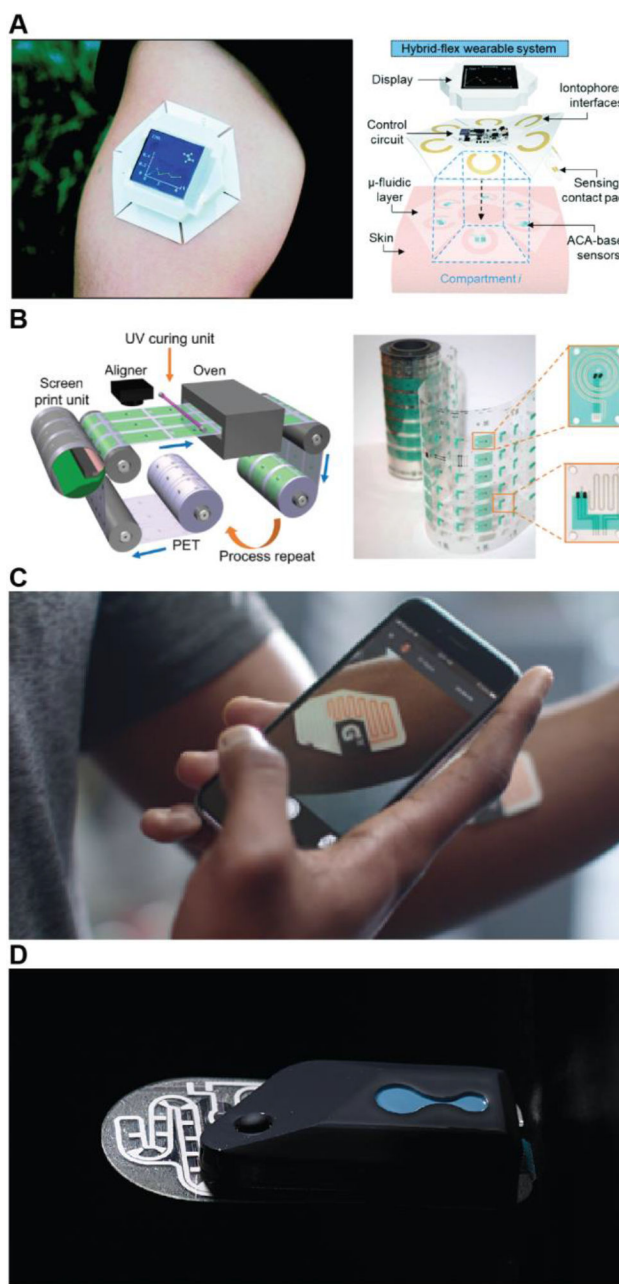 A
Hybrid-flex wearable system
Display
Control
circuit
μ-fluidic
layer
Skin
interfaces
Sensing
ACA-base
sensors
Compartment i
B
UV curing unit
Aligner
Oven
Screen
print unit
PET
Process repeat
C
G
D